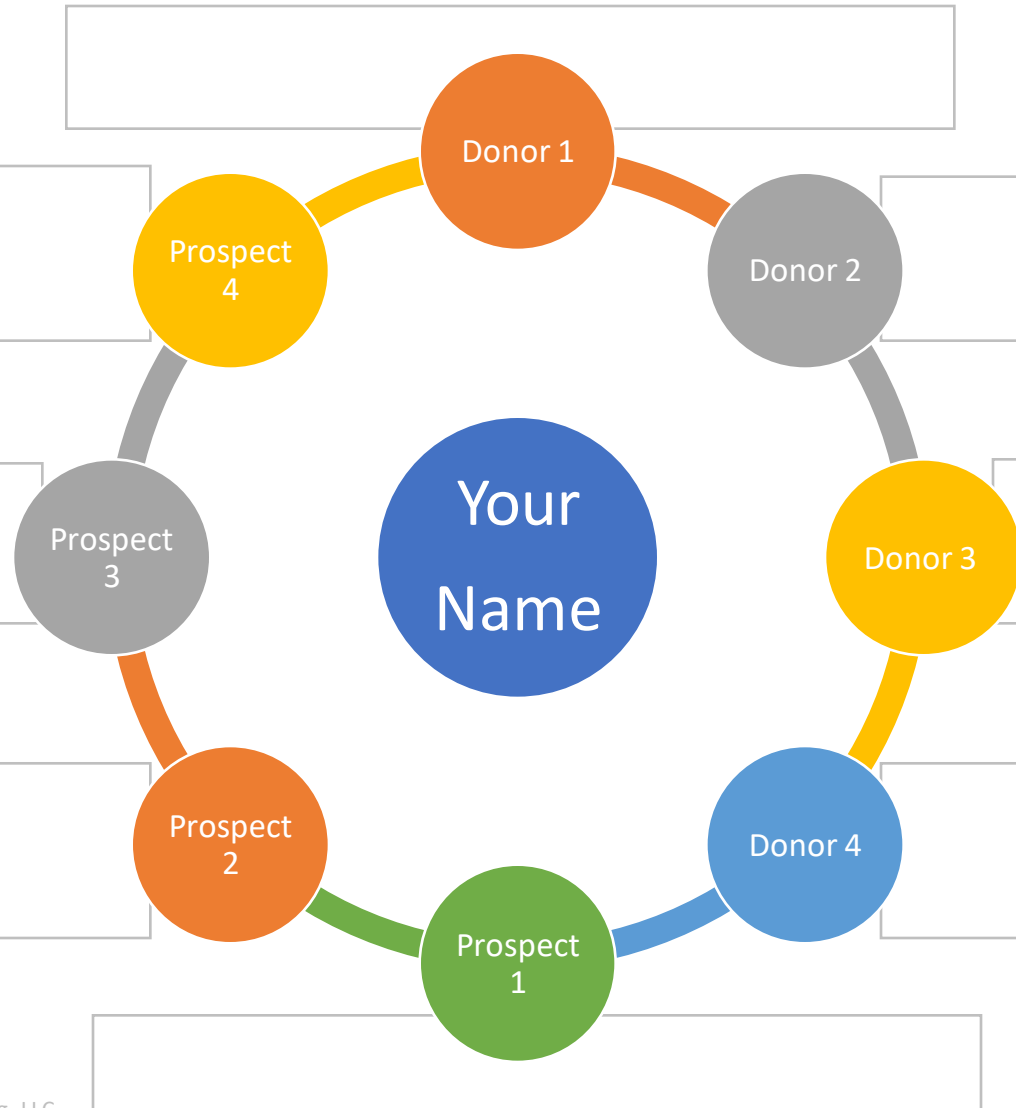 Donor 1
Donor 2
Donor 3
Donor 4
Prospect
1
Prospect
2
Prospect
3
Prospect
4
Your
Name